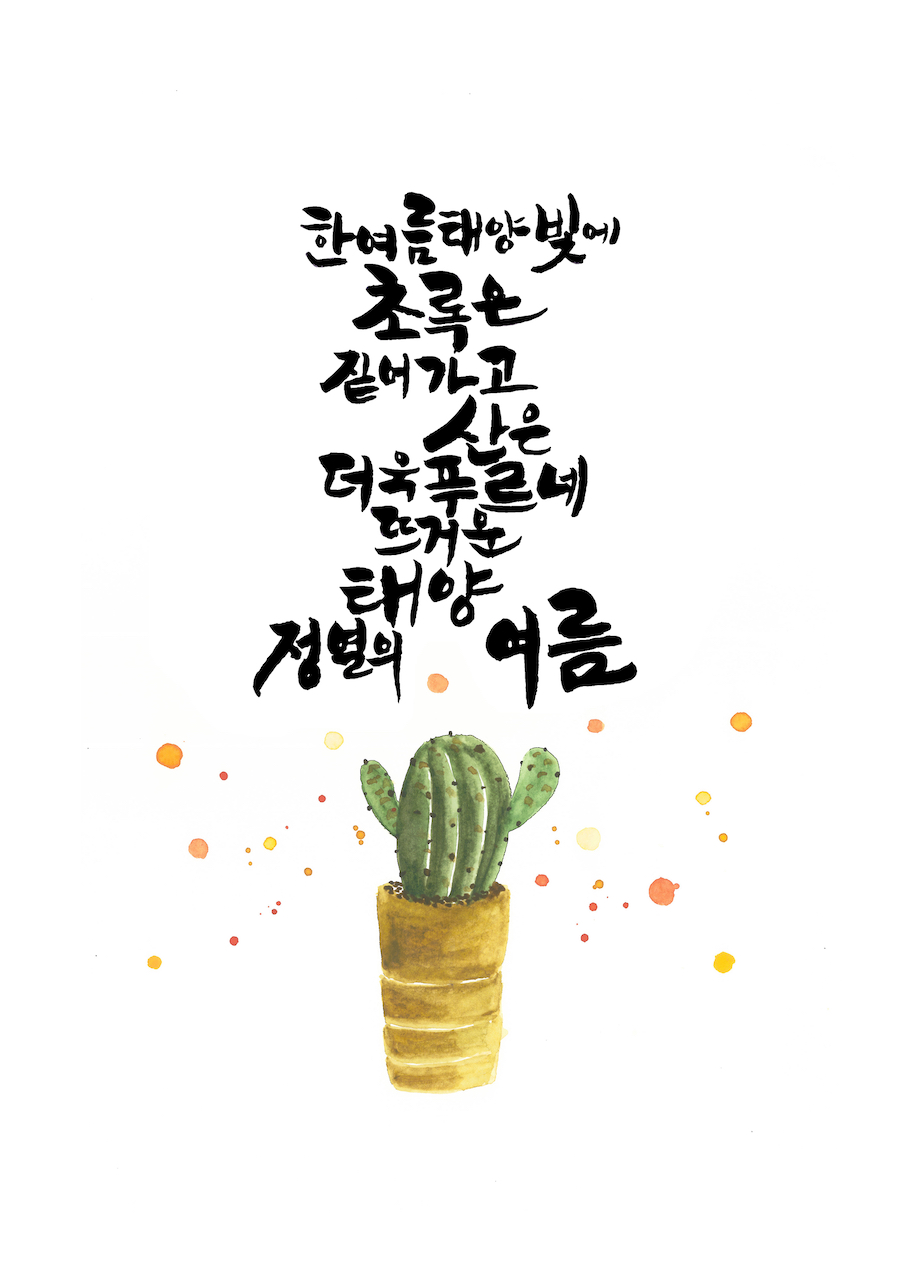 한여름태양빛에
초록은
짙어가고
산은
더욱푸르네
뜨거운
태양
정열의 여름